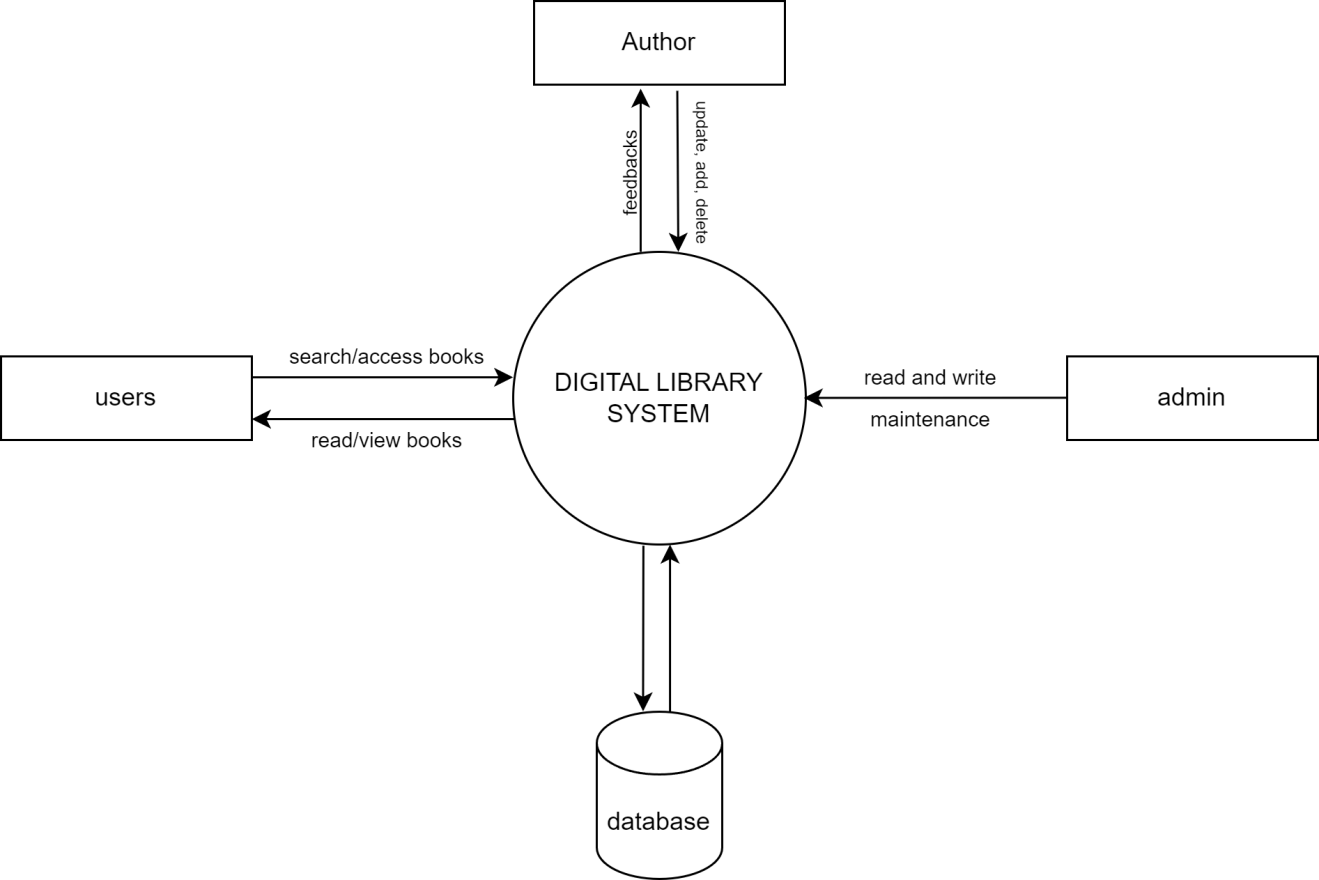 Author
feedbacks
update, add, delete
search/access books
users
read/view books
DIGITAL LIBRARY
SYSTEM
read and write
maintenance
admin
database